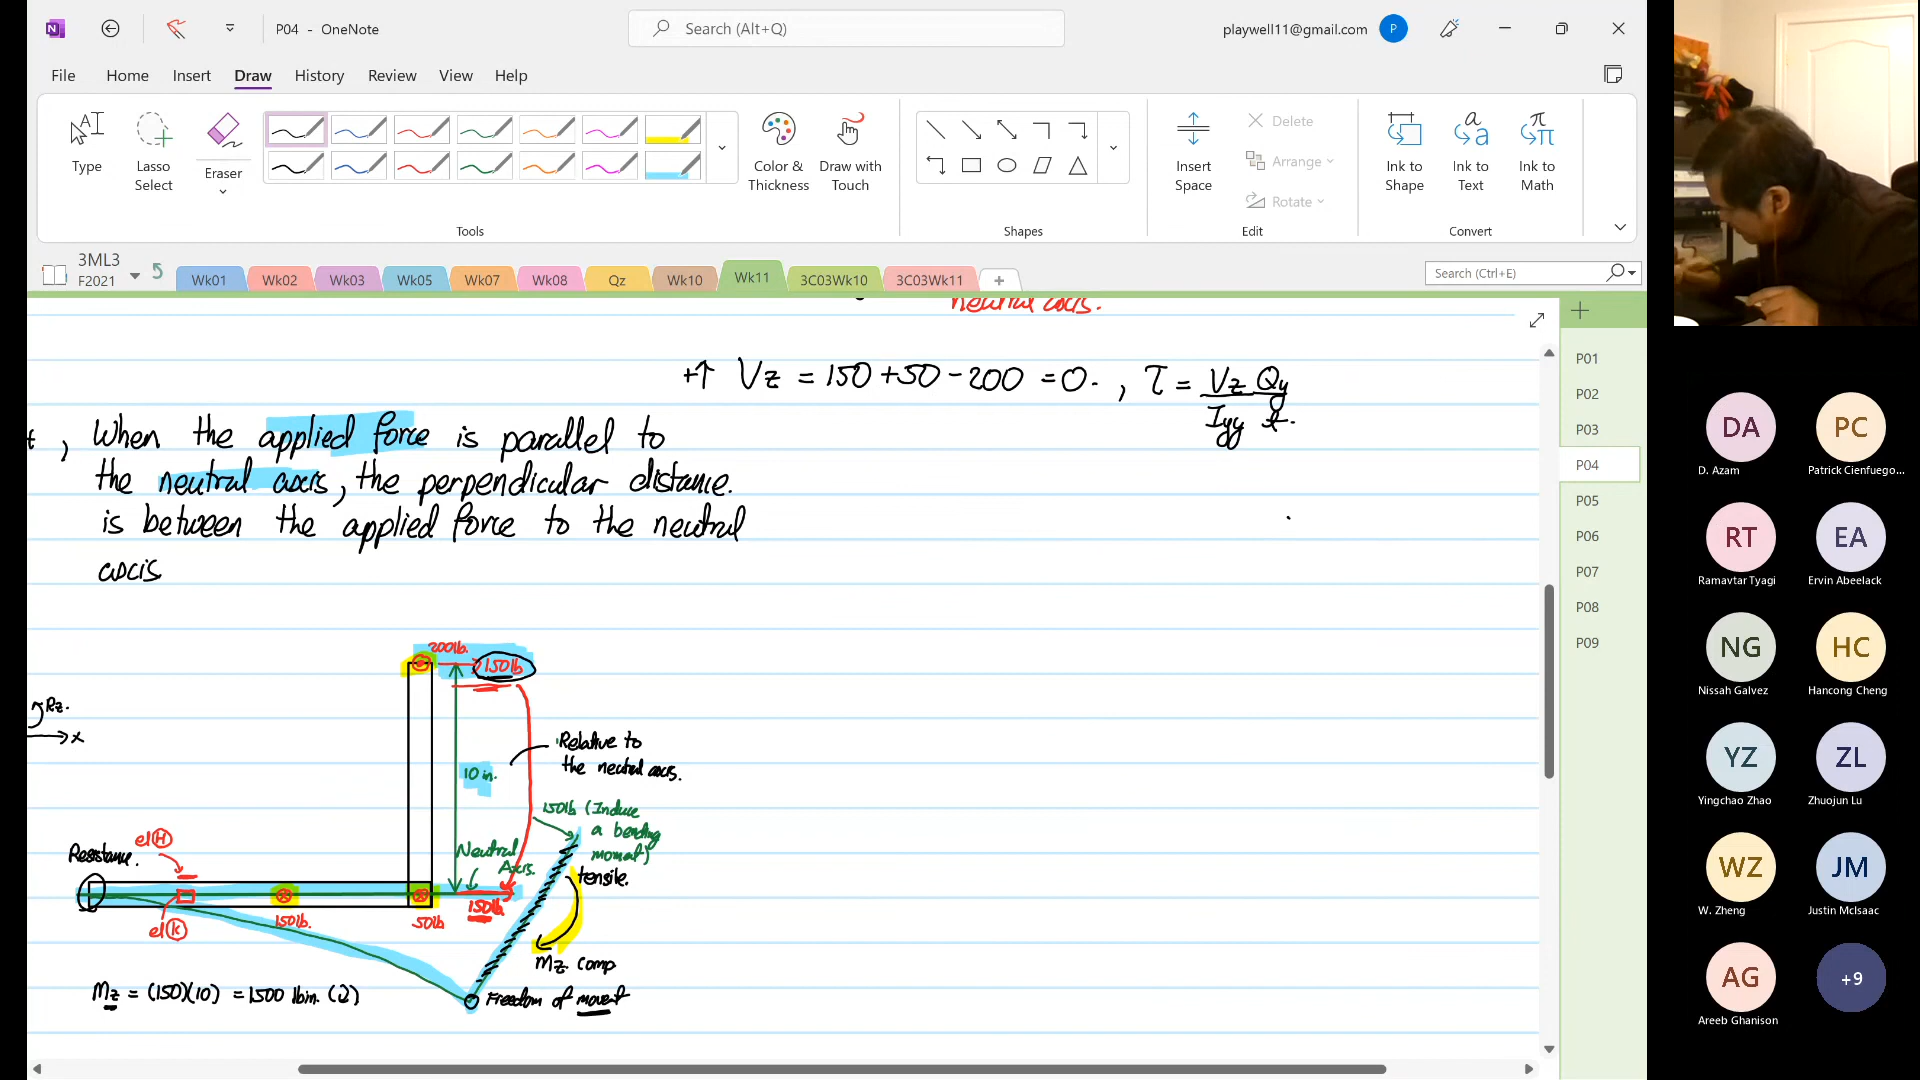 P04 - OneNote
Search (Alt+Q)
playwell11@gmail.com
P
File Home Insert Draw History Review View Help
Type
Lasso Select
Eraser
Color & Thickness
Draw with Touch
Insert Space
Delete
Arrange
Rotate
Ink to Shape
Ink to Text
Ink to Math
Tools
Shapes
Edit
Convert
3ML3
F2021
Wk01 Wk02 Wk03 Wk05 Wk07 Wk08 Qz Wk10 Wk11 3C03Wk10 3C03Wk11
Search (Ctrl+E)
neutral axis.
+↑ Vz = 150 + 50 - 200 = 0. , τ = Vz Qy / Iyy t.
t, When the applied force is parallel to
the neutral axis, the perpendicular distance.
is between the applied force to the neutral
axis
200lb.
150lb
Rz.
x
10 in.
Relative to
the neutral axis.
150lb (Induce
a bending
moment)
Neutral
Axis.
tensile.
Resistance.
el(H)
el(K)
150lb.
50lb
150lb.
Mz. comp
Freedom of movent
Mz = (150)(10) = 1500 lbin. (2)
P01
P02
P03
P04
P05
P06
P07
P08
P09
DA
D. Azam
PC
Patrick Cienfuego...
RT
Ramavtar Tyagi
EA
Ervin Abeelack
NG
Nissah Galvez
HC
Hancong Cheng
YZ
Yingchao Zhao
ZL
Zhuojun Lu
WZ
W. Zheng
JM
Justin McIsaac
AG
Areeb Ghanison
+9